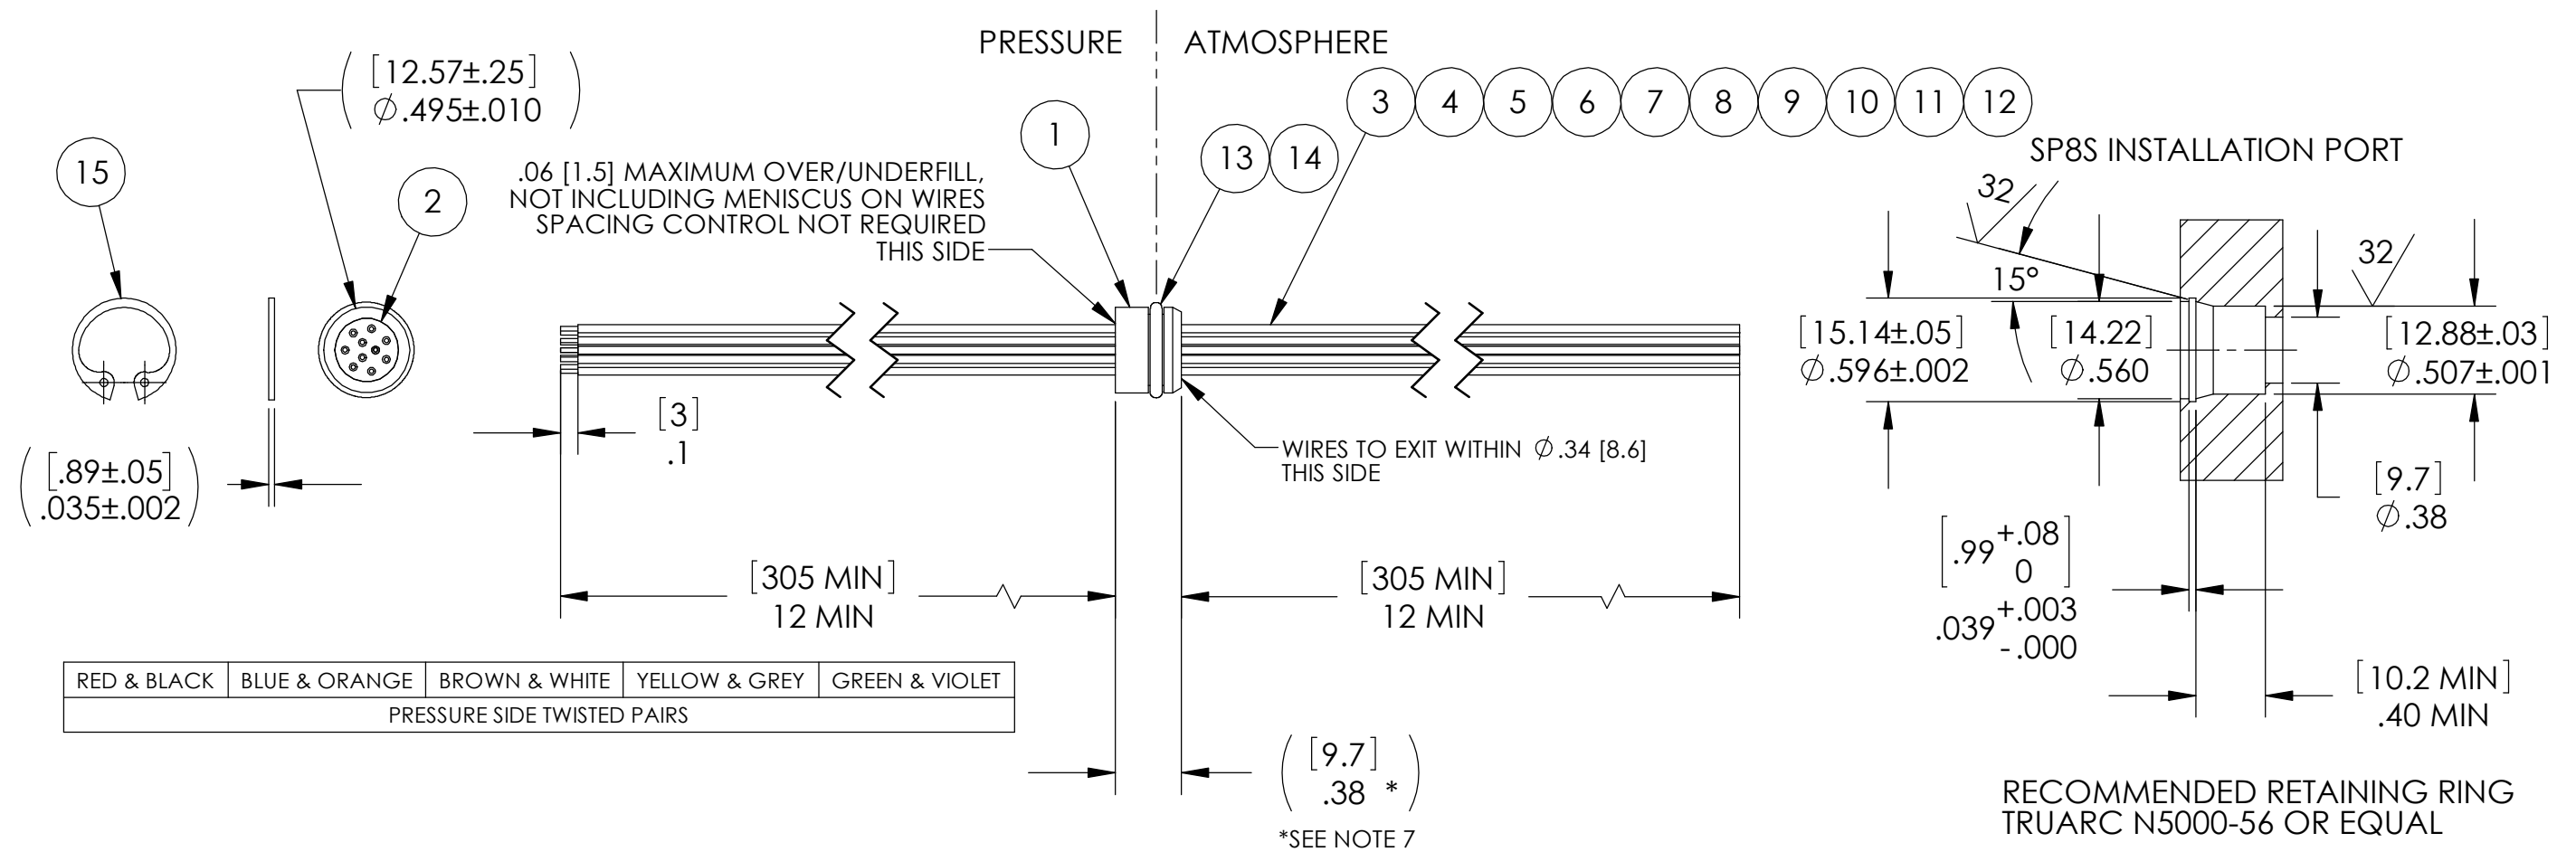 PRESSURE
ATMOSPHERE
[12.57±.25]
(∅.495±.010)
15
2
1
13
14
3
4
5
6
7
8
9
10
11
12
.06 [1.5] MAXIMUM OVER/UNDERFILL,
NOT INCLUDING MENISCUS ON WIRES
SPACING CONTROL NOT REQUIRED
THIS SIDE
SP8S INSTALLATION PORT
32
15°
32
[15.14±.05]
∅.596±.002
[14.22]
∅.560
[12.88±.03]
∅.507±.001
[3]
.1
WIRES TO EXIT WITHIN ∅.34 [8.6]
THIS SIDE
([.89±.05]
.035±.002)
[9.7]
∅.38
[.99 +.08
0]
.039 +.003
-.000
[305 MIN]
12 MIN
[305 MIN]
12 MIN
[10.2 MIN]
.40 MIN
RED & BLACK
BLUE & ORANGE
BROWN & WHITE
YELLOW & GREY
GREEN & VIOLET
PRESSURE SIDE TWISTED PAIRS
([9.7]
.38 *)
*SEE NOTE 7
RECOMMENDED RETAINING RING
TRUARC N5000-56 OR EQUAL